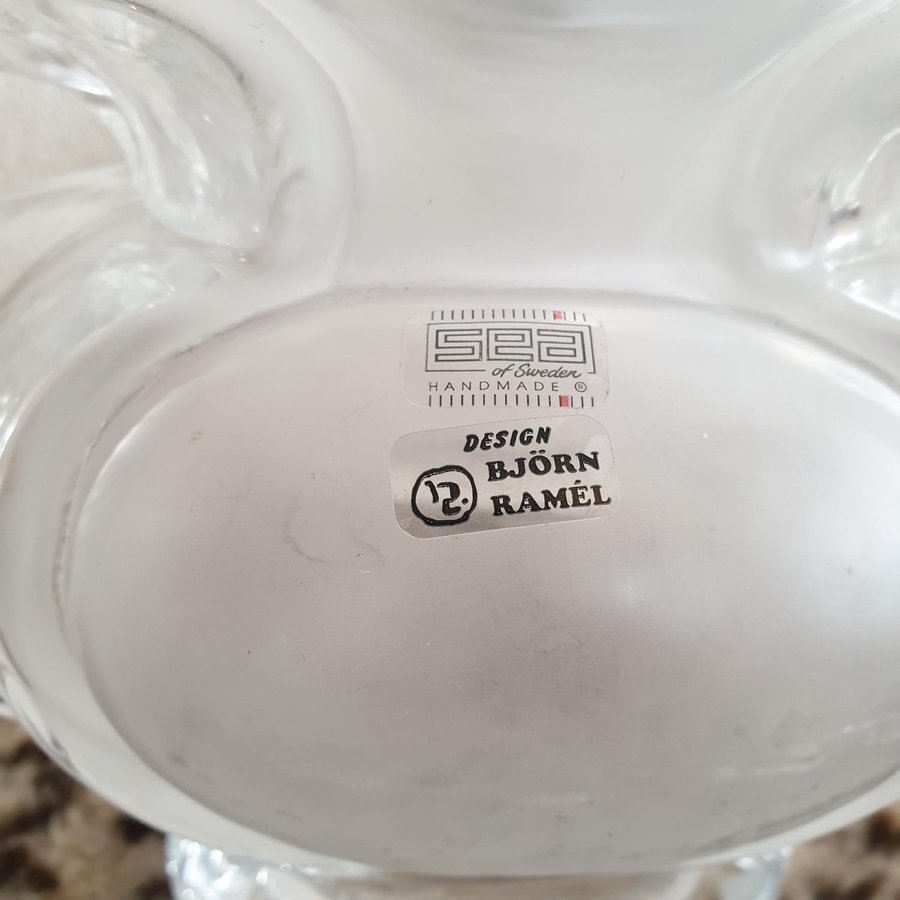 sea
of Sweden
HANDMADE ®
DESIGN
BJÖRN
RAMÉL